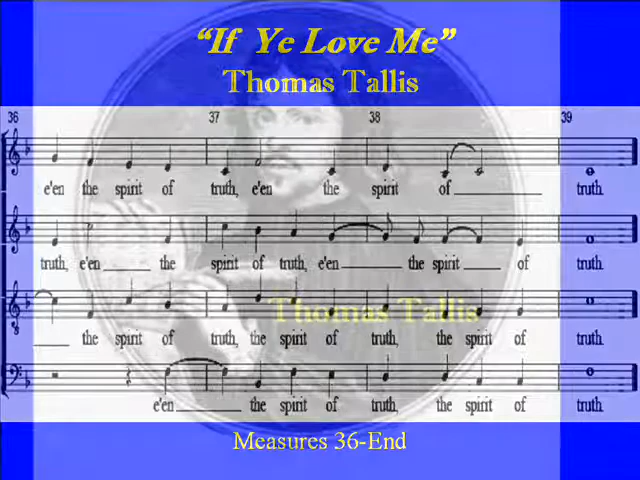 “If Ye Love Me”
Thomas Tallis
36 37 38 39
e'en the spirit of truth, e'en the spirit of truth.
truth, e'en the spirit of truth, e'en the spirit of truth.
8
the spirit of truth, the spirit of truth, the spirit of truth.
Thomas Tallis
e'en the spirit of truth, the spirit of truth.
Measures 36-End